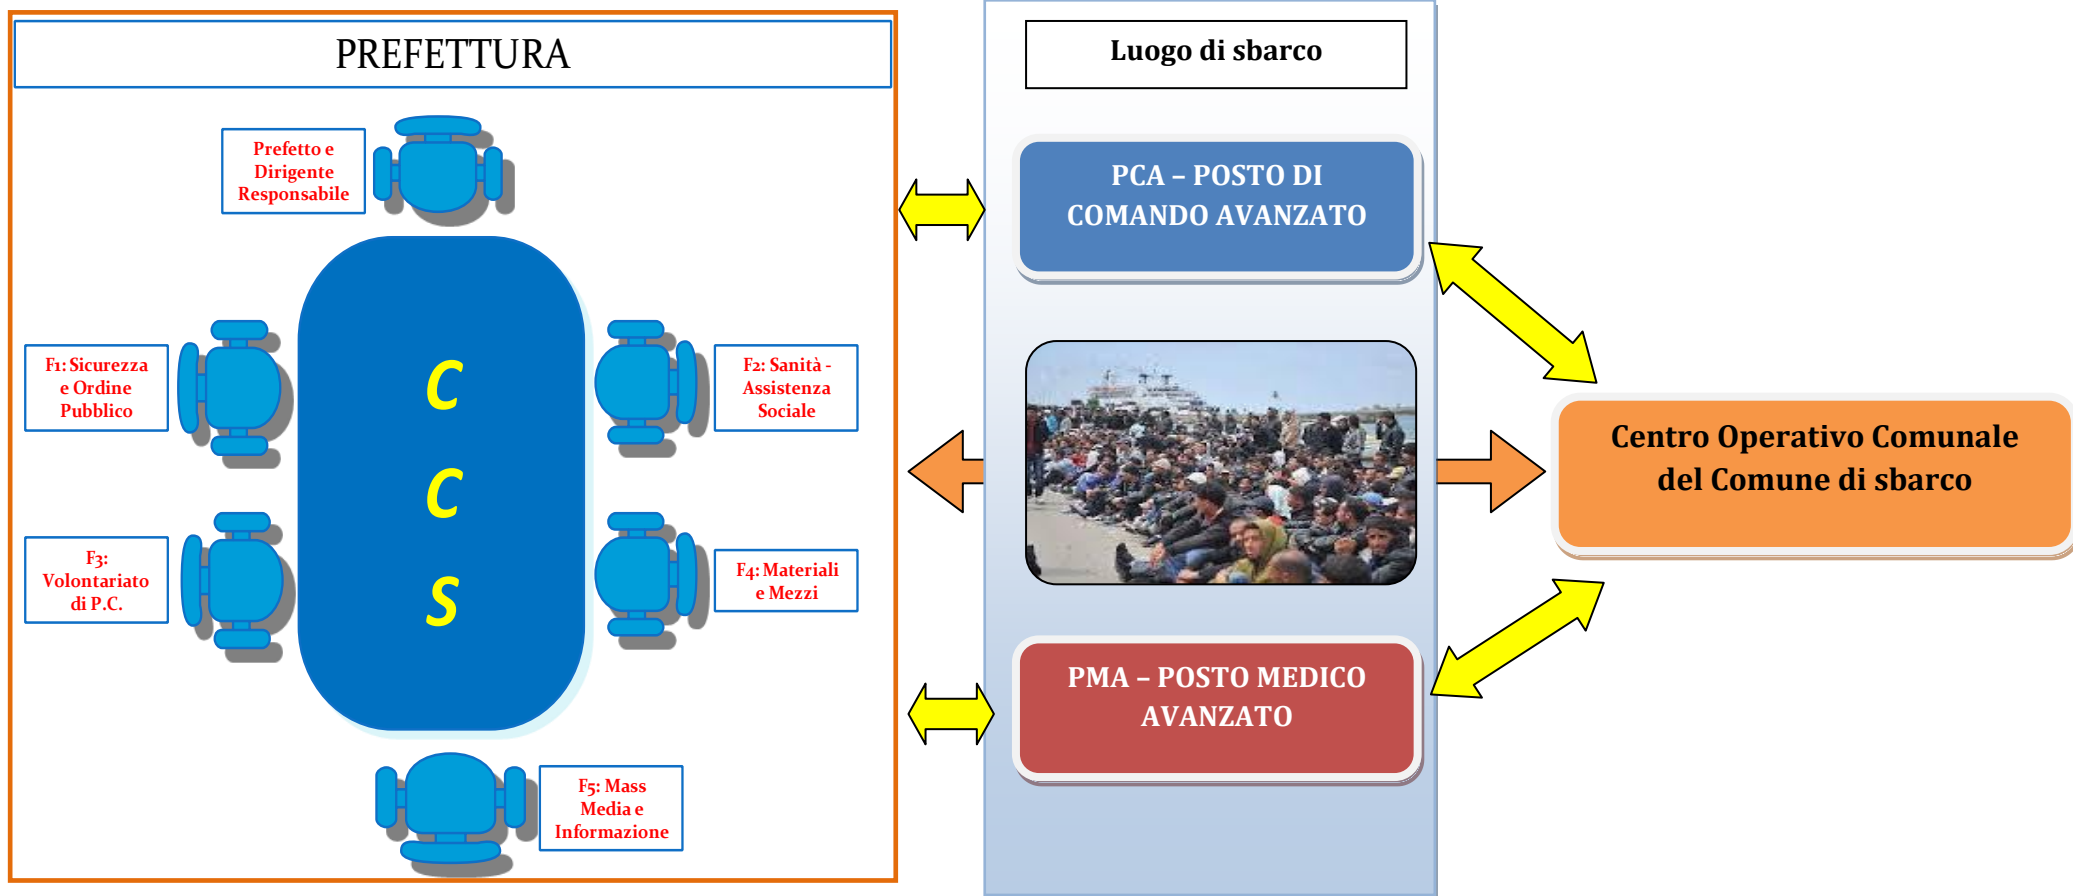 PREFETTURA
Prefetto e
Dirigente
Responsabile
F1: Sicurezza
e Ordine
Pubblico
C
C
S
F2: Sanità -
Assistenza
Sociale
F3:
Volontariato
di P.C.
F4: Materiali
e Mezzi
F5: Mass
Media e
Informazione
Luogo di sbarco
PCA – POSTO DI
COMANDO AVANZATO
PMA – POSTO MEDICO
AVANZATO
Centro Operativo Comunale
del Comune di sbarco